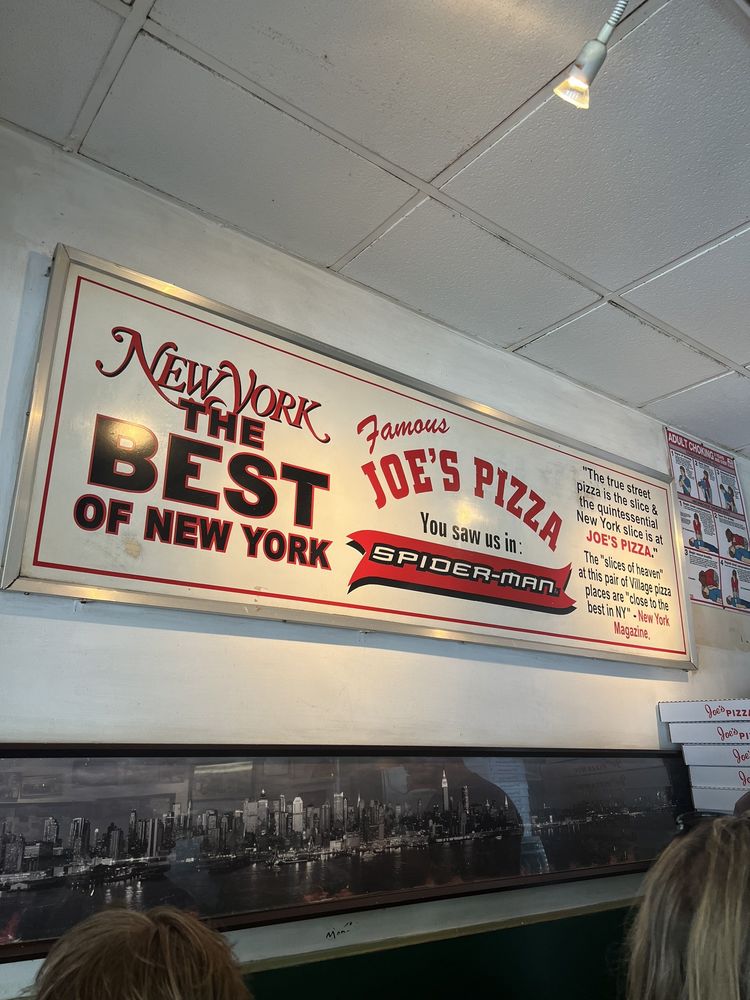 NEW YORK
THE
BEST
OF NEW YORK
Famous
JOE'S PIZZA
You saw us in:
SPIDER-MAN
"The true street
pizza is the slice &
the quintessential
New York slice is at
JOE'S PIZZA."
The "slices of heaven"
at this pair of Village pizza
places are "close to the
best in NY" - New York
Magazine.
ADULT CHOKING
Joe's PIZZA
Joe's PI
Joe's
Jo